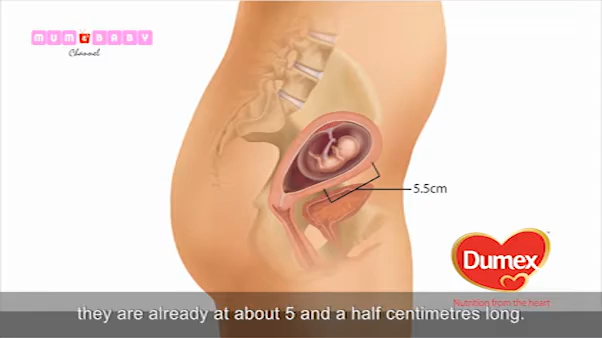 MUM BABY
Channel
5.5cm
Dumex
Nutrition from the heart
they are already at about 5 and a half centimetres long.